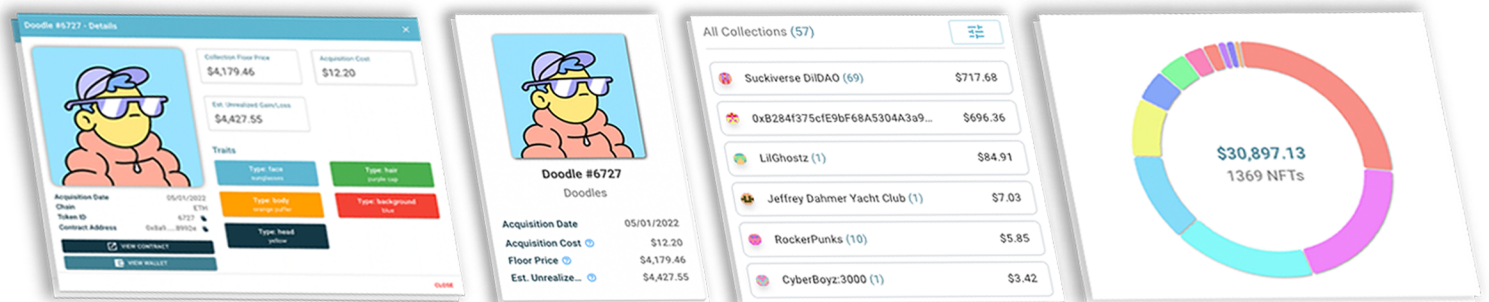 Doodle #6727 - Details
Collection Floor Price
$4,179.46
Acquisition Cost
$12.20
Est. Unrealized Gain/Loss
$4,427.55
Traits
Type: face
sunglasses
Type: hair
purple cap
Type: body
orange puffer
Type: background
blue
Type: head
yellow
Acquisition Date 05/01/2022
Chain ETH
Token ID 6727
Contract Address
VIEW CONTRACT
VIEW WALLET
CLOSE
Doodle #6727
Doodles
Acquisition Date 05/01/2022
Acquisition Cost $12.20
Floor Price $4,179.46
Est. Unrealize... $4,427.55
All Collections (57)
Suckiverse DilDAO (69) $717.68
0xB284f375cfE9bF68A5304A3a9... $696.36
LilGhostz (1) $84.91
Jeffrey Dahmer Yacht Club (1) $7.03
RockerPunks (10) $5.85
CyberBoyz:3000 (1) $3.42
$30,897.13
1369 NFTs